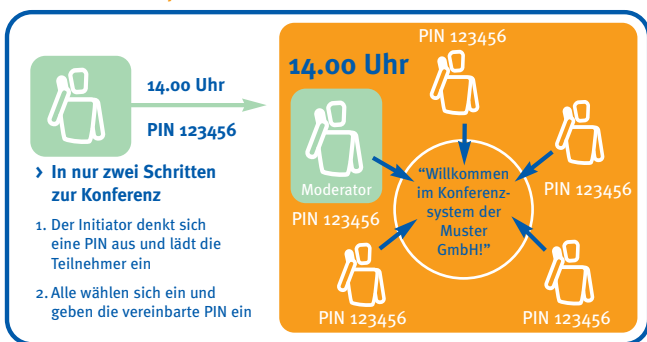 14.00 Uhr
PIN 123456
› In nur zwei Schritten
zur Konferenz
1. Der Initiator denkt sich
eine PIN aus und lädt die
Teilnehmer ein
2. Alle wählen sich ein und
geben die vereinbarte PIN ein
14.00 Uhr
PIN 123456
Moderator
PIN 123456
PIN 123456
“Willkommen
im Konferenz-
system der
Muster
GmbH!”
PIN 123456
PIN 123456